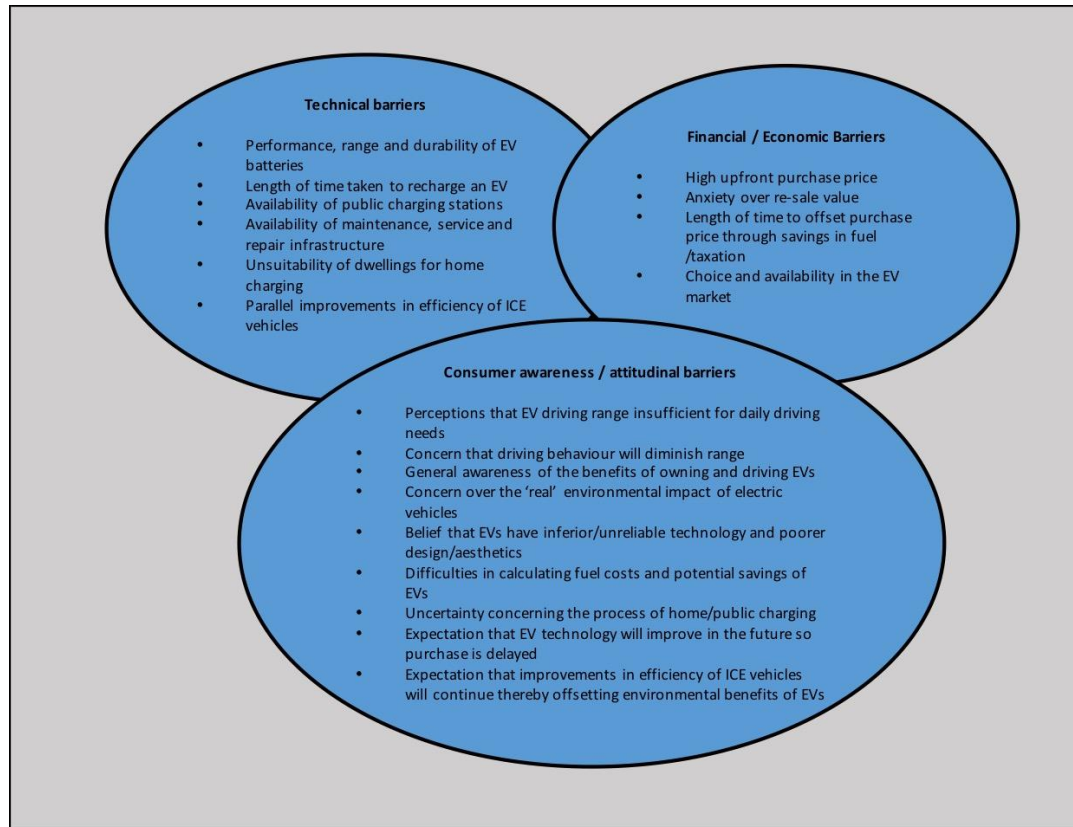 Technical barriers
• Performance, range and durability of EV
batteries
• Length of time taken to recharge an EV
• Availability of public charging stations
• Availability of maintenance, service and
repair infrastructure
• Unsuitability of dwellings for home
charging
• Parallel improvements in efficiency of ICE
vehicles
Financial / Economic Barriers
• High upfront purchase price
• Anxiety over re-sale value
• Length of time to offset purchase
price through savings in fuel
/taxation
• Choice and availability in the EV
market
Consumer awareness / attitudinal barriers
• Perceptions that EV driving range insufficient for daily driving
needs
• Concern that driving behaviour will diminish range
• General awareness of the benefits of owning and driving EVs
• Concern over the ‘real’ environmental impact of electric
vehicles
• Belief that EVs have inferior/unreliable technology and poorer
design/aesthetics
• Difficulties in calculating fuel costs and potential savings of
EVs
• Uncertainty concerning the process of home/public charging
• Expectation that EV technology will improve in the future so
purchase is delayed
• Expectation that improvements in efficiency of ICE vehicles
will continue thereby offsetting environmental benefits of EVs